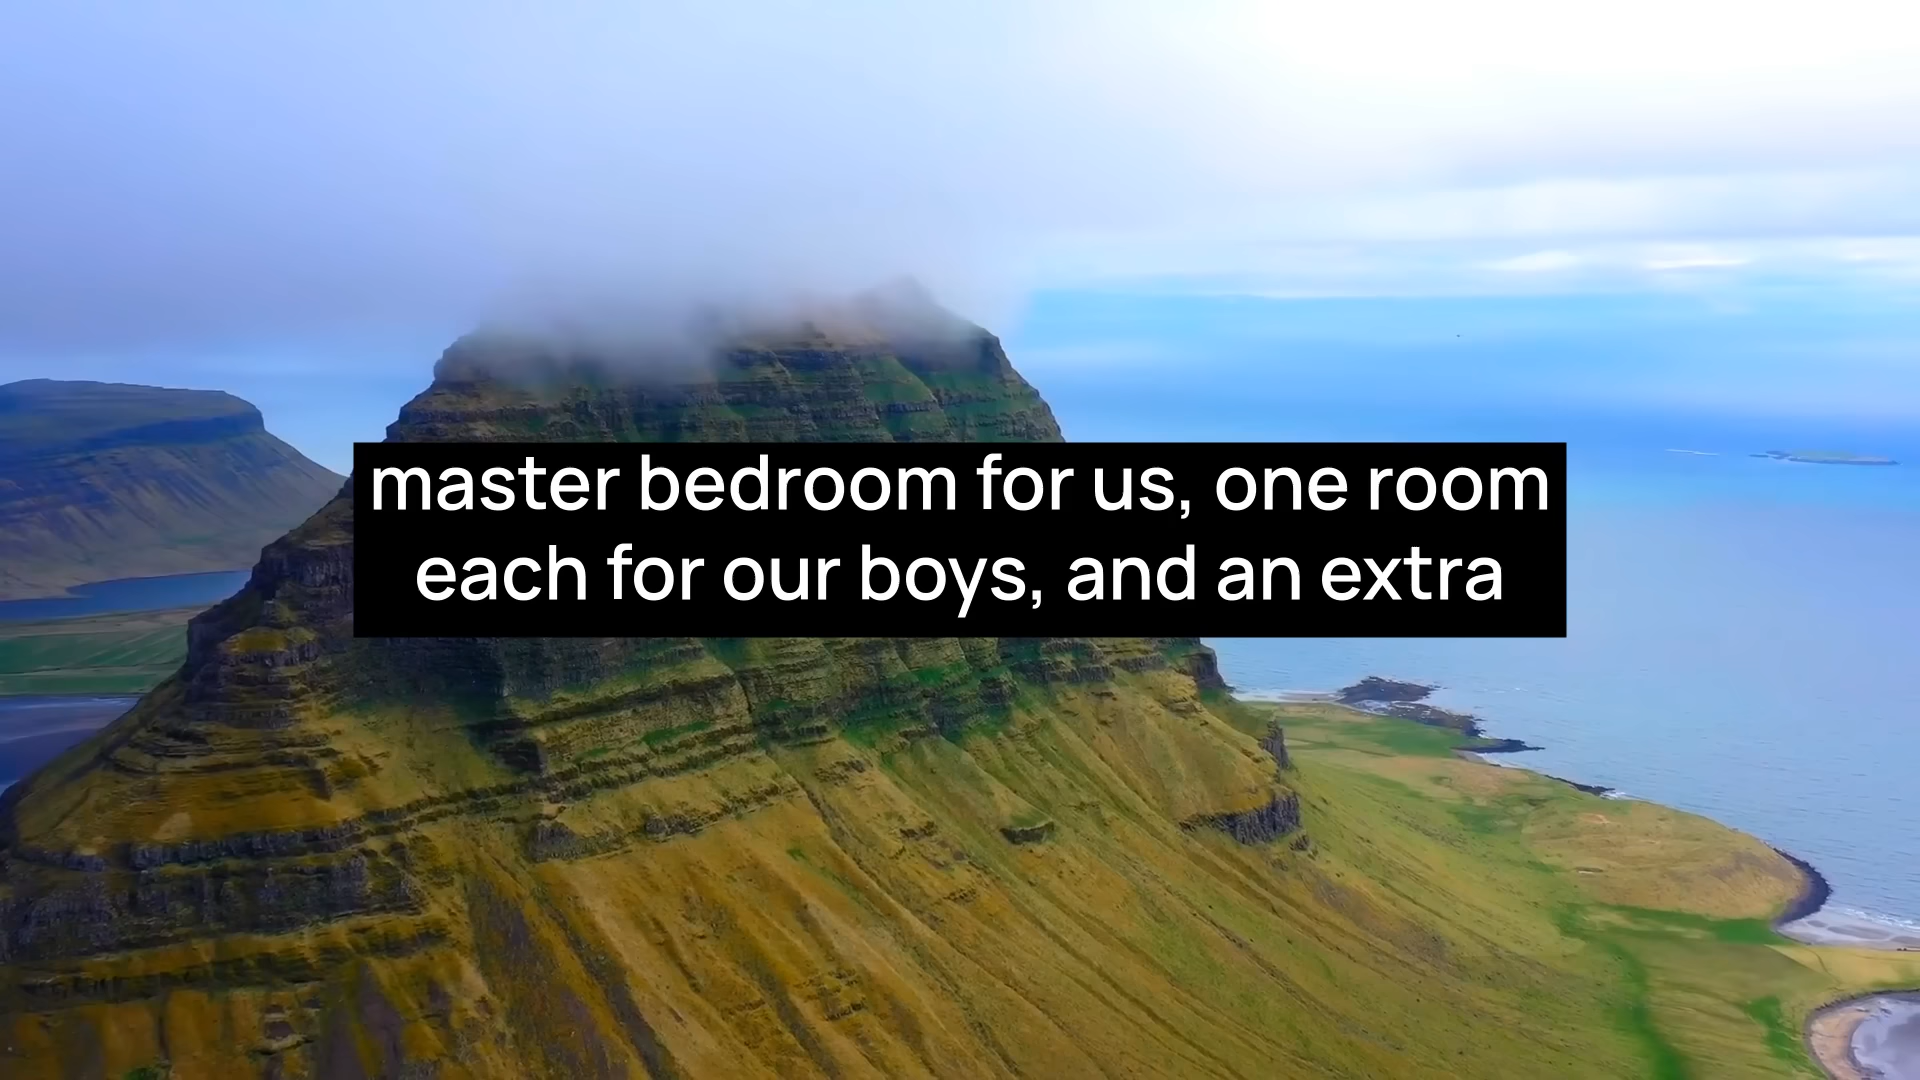 master bedroom for us, one room
each for our boys, and an extra